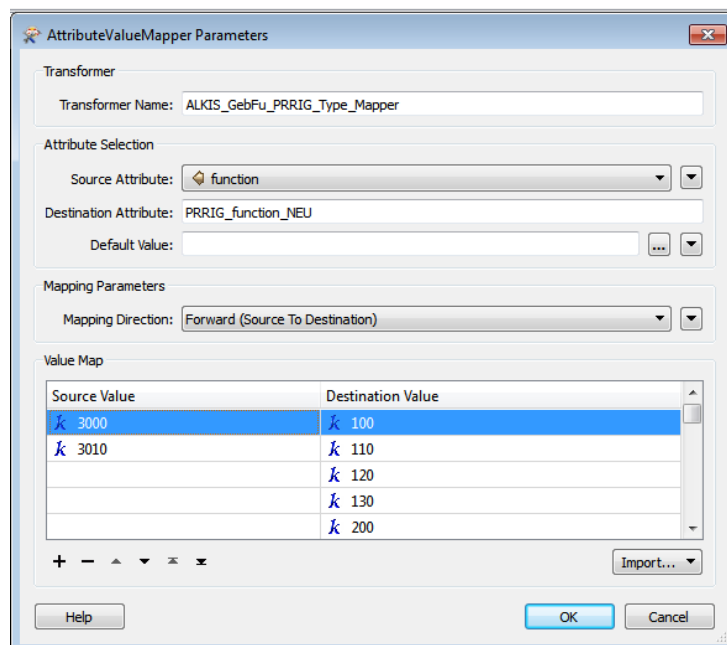 AttributeValueMapper Parameters
Transformer
Transformer Name: ALKIS_GebFu_PRRIG_Type_Mapper
Attribute Selection
Source Attribute: function
Destination Attribute: PRRIG_function_NEU
Default Value: ...
Mapping Parameters
Mapping Direction: Forward (Source To Destination)
Value Map
Source Value Destination Value
k 3000 k 100
k 3010 k 110
k 120
k 130
k 200
Import...
Help OK Cancel